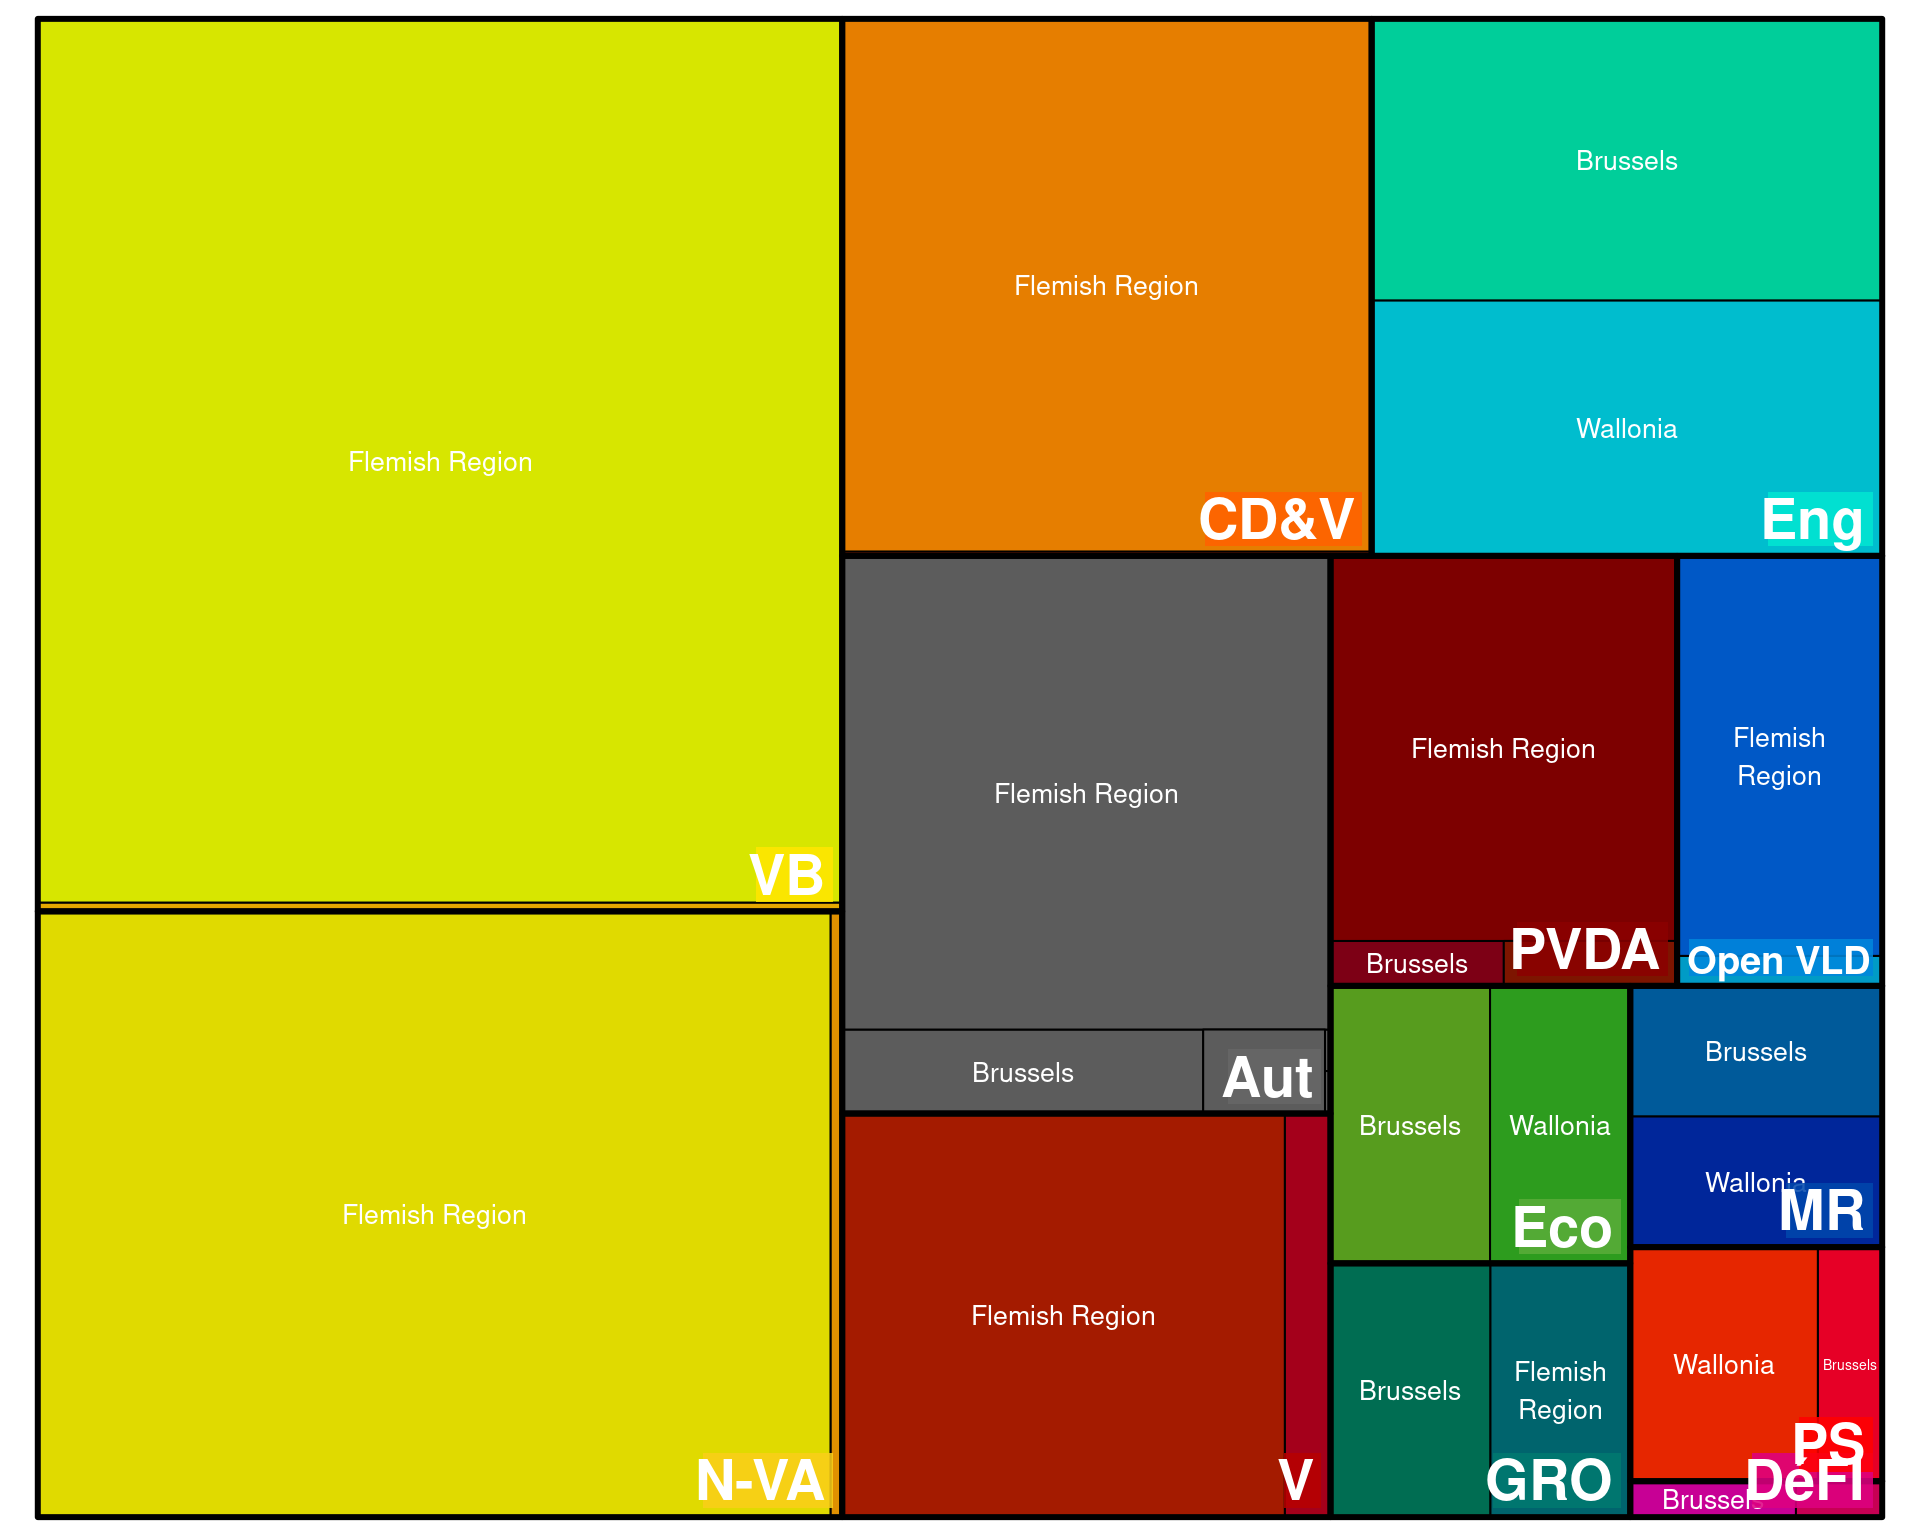 Flemish Region
VB
Flemish Region
N-VA
Flemish Region
CD&V
Brussels
Wallonia
Eng
Flemish Region
Brussels
Aut
Flemish Region
V
Flemish Region
Brussels
PVDA
Flemish
Region
Open VLD
Brussels
Wallonia
Eco
Brussels
Flemish
Region
GRO
Brussels
Wallonia
MR
Wallonia
Brussels
PS
Brussels
DéFI